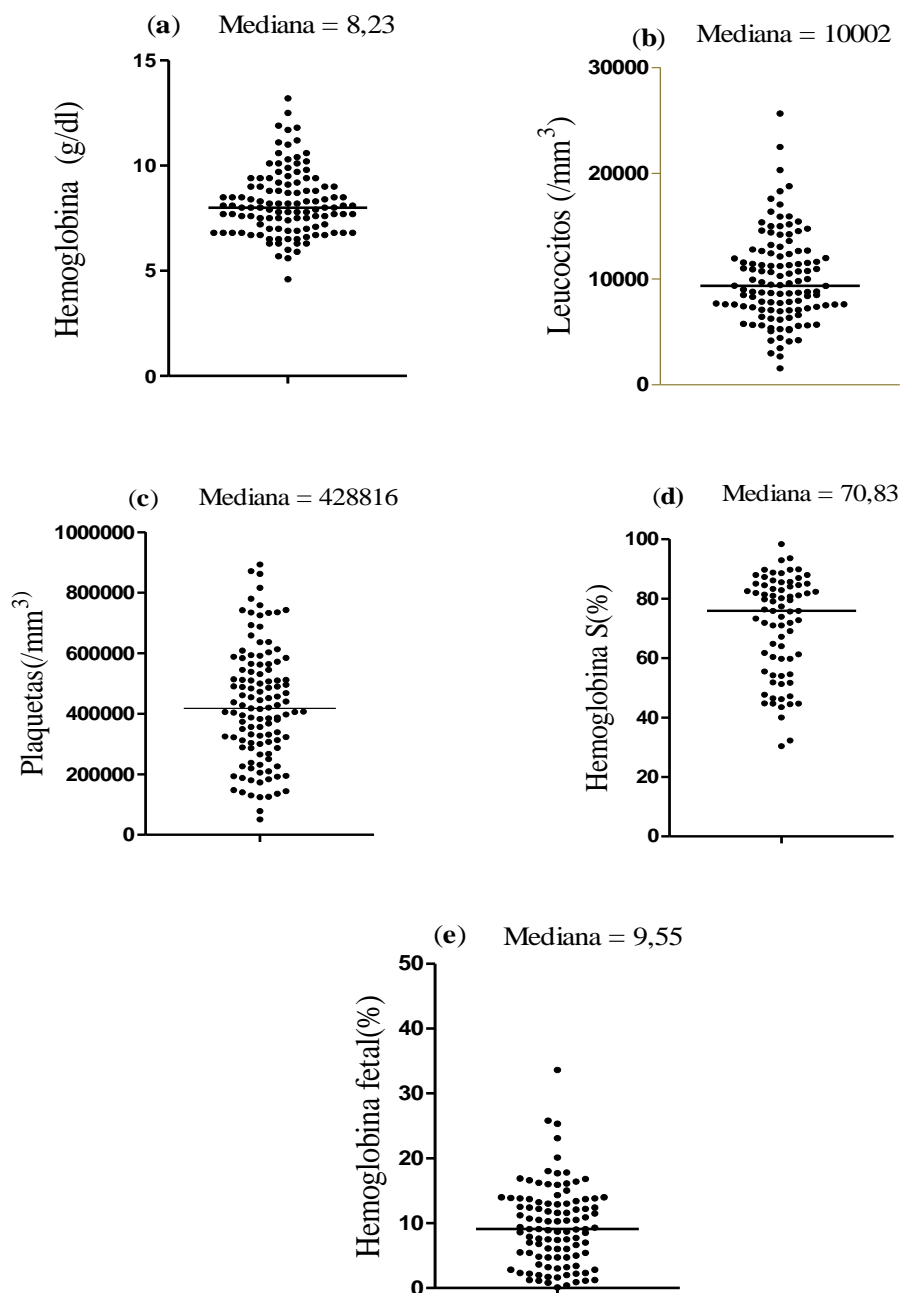 (a) Mediana = 8,23
Hemoglobina (g/dl)
15
10
5
0
(b) Mediana = 10002
Leucocitos (/mm³)
30000
20000
10000
0
(c) Mediana = 428816
Plaquetas(/mm³)
1000000
800000
600000
400000
200000
0
(d) Mediana = 70,83
Hemoglobina S(%)
100
80
60
40
20
0
(e) Mediana = 9,55
Hemoglobina fetal(%)
50
40
30
20
10
0